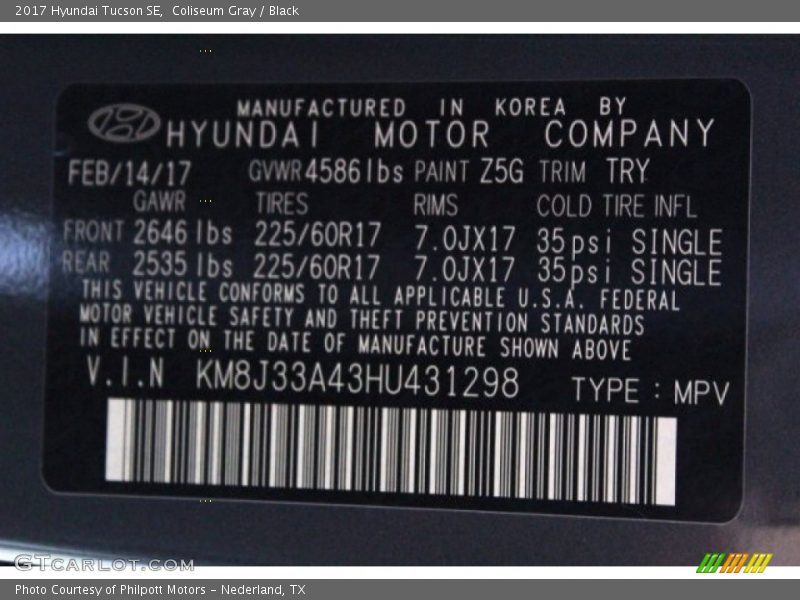 2017 Hyundai Tucson SE,  Coliseum Gray / Black
MANUFACTURED IN KOREA BY
HYUNDAI MOTOR COMPANY
FEB/14/17 GVWR 4586lbs PAINT Z5G TRIM TRY
GAWR TIRES RIMS COLD TIRE INFL
FRONT 2646 lbs 225/60R17 7.0JX17 35psi SINGLE
REAR 2535 lbs 225/60R17 7.0JX17 35psi SINGLE
THIS VEHICLE CONFORMS TO ALL APPLICABLE U.S.A. FEDERAL
MOTOR VEHICLE SAFETY AND THEFT PREVENTION STANDARDS
IN EFFECT ON THE DATE OF MANUFACTURE SHOWN ABOVE
V.I.N KM8J33A43HU431298 TYPE : MPV
GTCARLOT.COM
Photo Courtesy of Philpott Motors - Nederland, TX